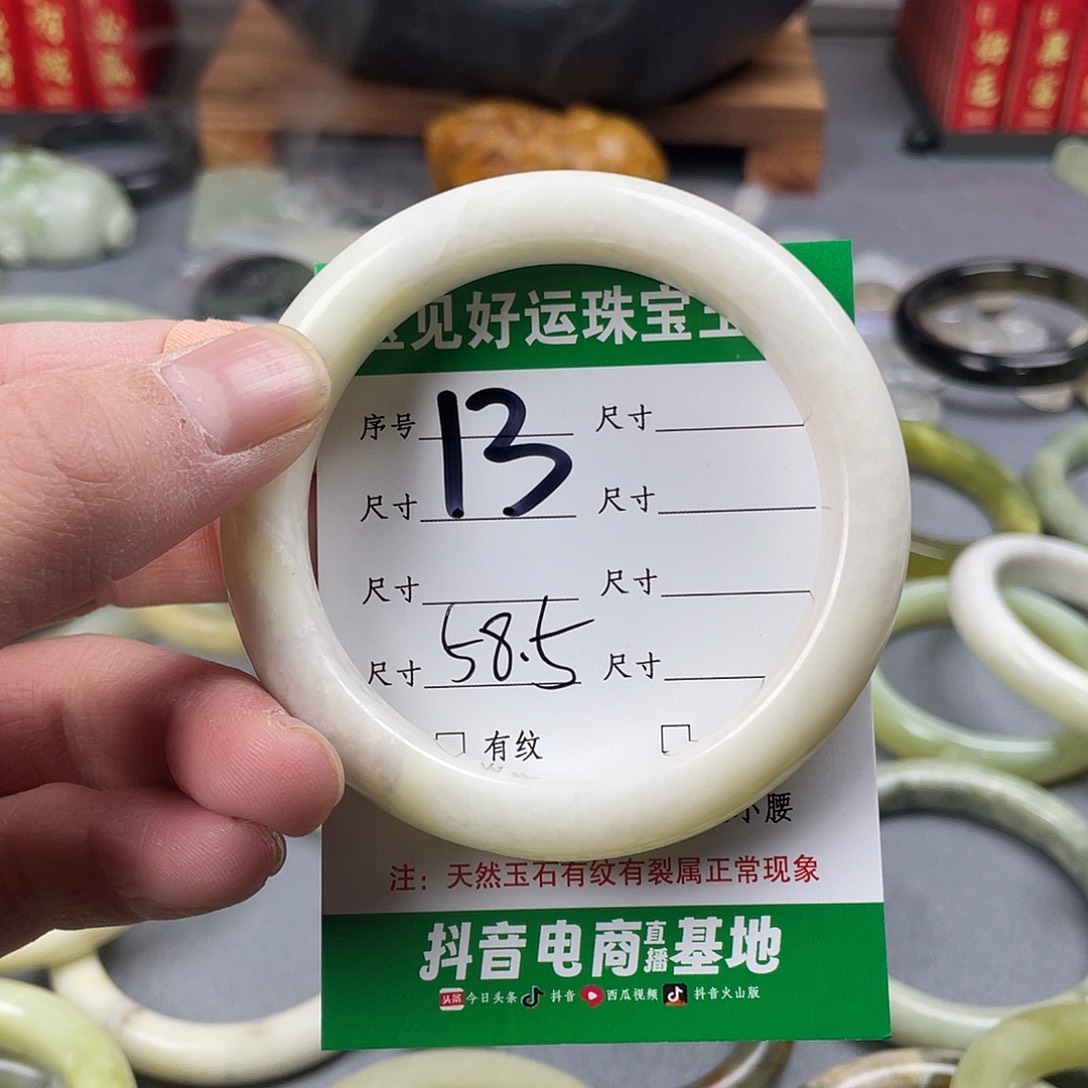 见好运珠宝
序号 13 尺寸
尺寸 尺寸
尺寸 尺寸
尺寸 58.5 尺寸
有纹
小腰
注：天然玉石有纹有裂属正常现象
抖音电商直播基地
头条 今日头条 抖音 西瓜视频 抖音火山版